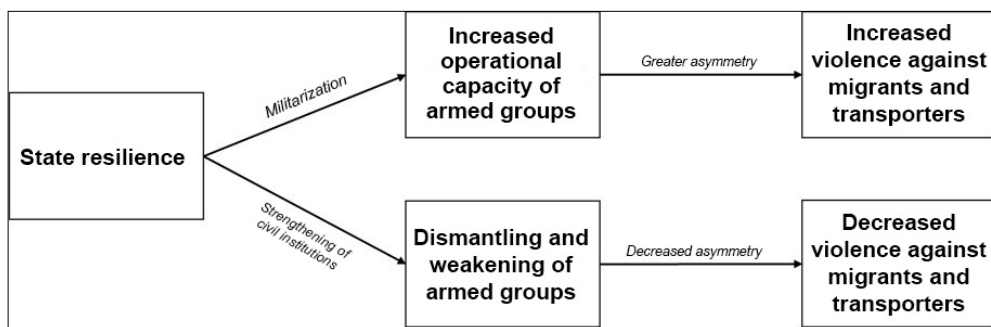 State resilience
Militarization
Increased
operational
capacity of
armed groups
Greater asymmetry
Increased
violence against
migrants and
transporters
Strengthening of
civil institutions
Dismantling and
weakening of
armed groups
Decreased asymmetry
Decreased
violence against
migrants and
transporters